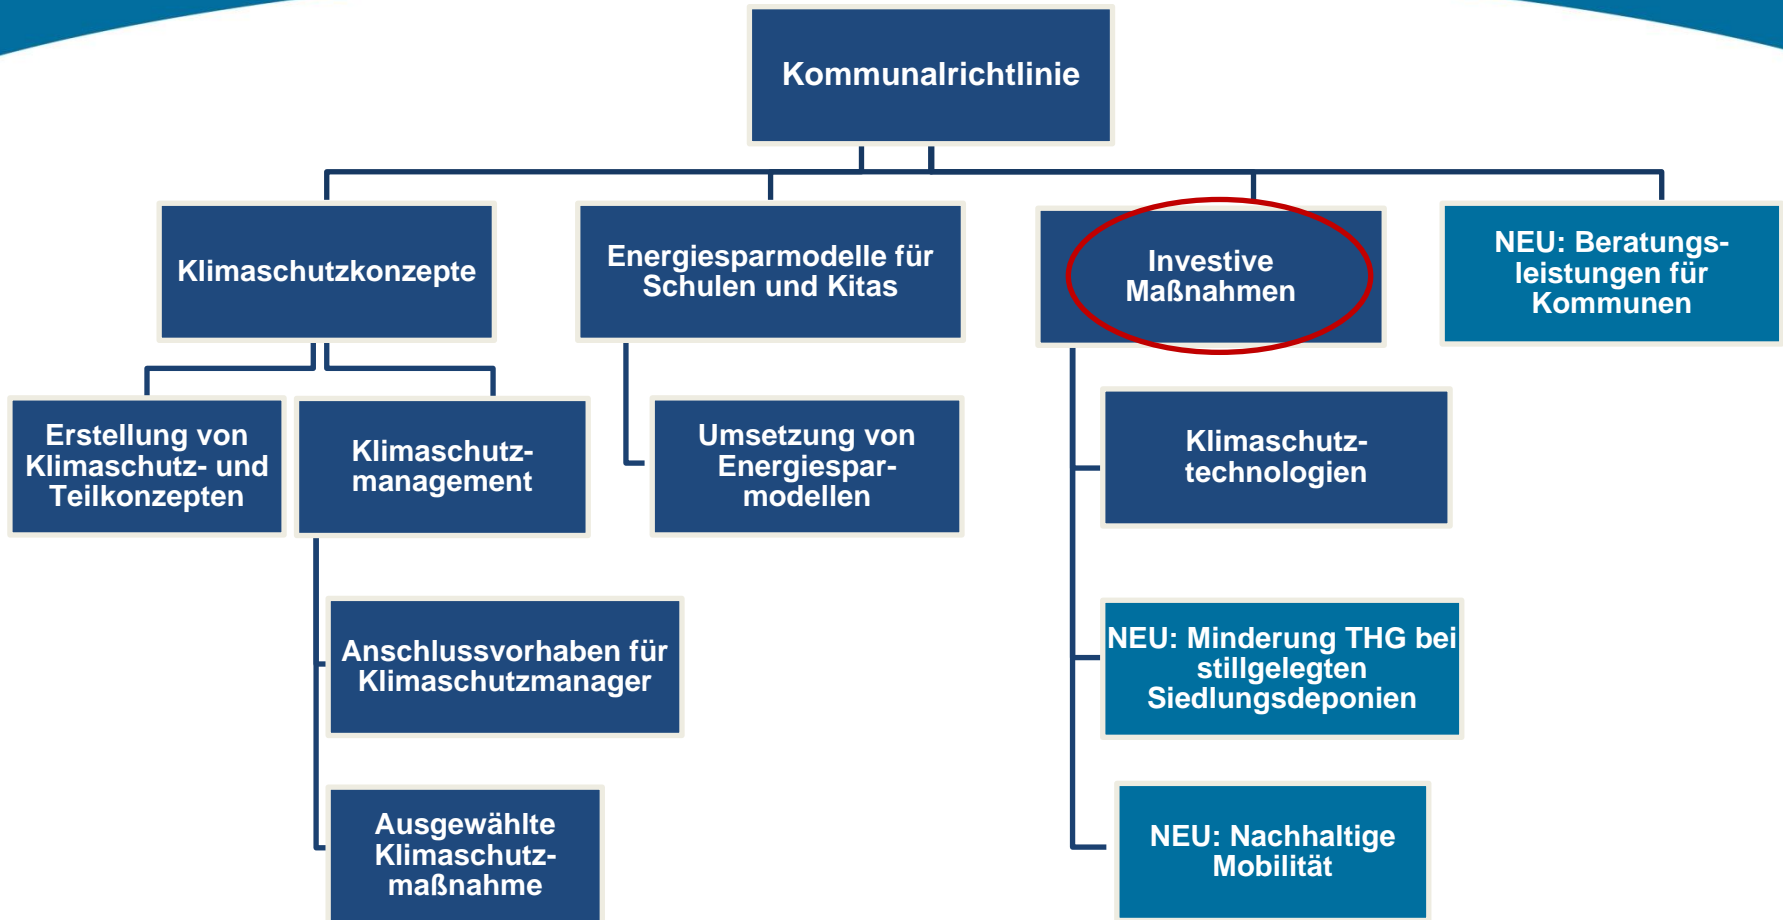 Kommunalrichtlinie
Klimaschutzkonzepte
Energiesparmodelle für
Schulen und Kitas
Investive
Maßnahmen
NEU: Beratungs-
leistungen für
Kommunen
Erstellung von
Klimaschutz- und
Teilkonzepten
Klimaschutz-
management
Umsetzung von
Energiespar-
modellen
Klimaschutz-
technologien
Anschlussvorhaben für
Klimaschutzmanager
NEU: Minderung THG bei
stillgelegten
Siedlungsdeponien
Ausgewählte
Klimaschutz-
maßnahme
NEU: Nachhaltige
Mobilität